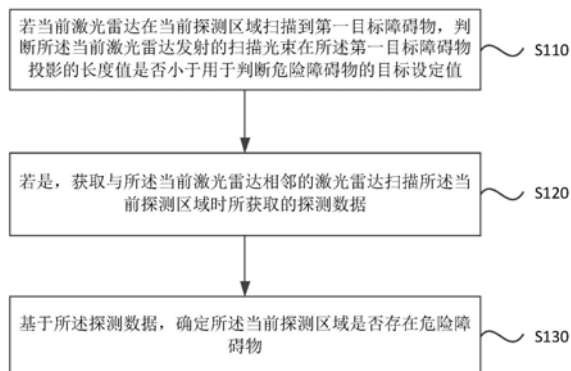 若当前激光雷达在当前探测区域扫描到第一目标障碍物，判
断所述当前激光雷达发射的扫描光束在所述第一目标障碍物
投影的长度值是否小于用于判断危险障碍物的目标设定值
S110
若是，获取与所述当前激光雷达相邻的激光雷达扫描所述当
前探测区域时所获取的探测数据
S120
基于所述探测数据，确定所述当前探测区域是否存在危险障
碍物
S130